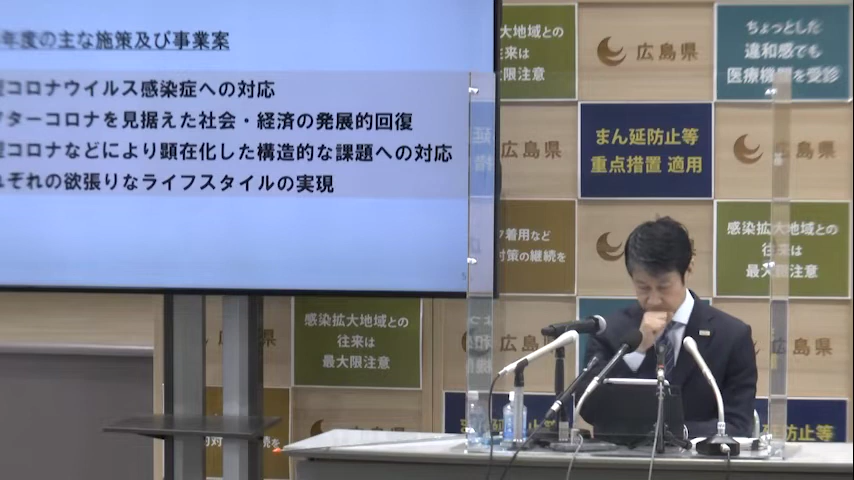 年度の主な施策及び事業案
コロナウイルス感染症への対応
ターコロナを見据えた社会・経済の発展的回復
コロナなどにより顕在化した構造的な課題への対応
ぞれの欲張りなライフスタイルの実現
大地域との
往来は
大限注意
広島県
ちょっとした
違和感でも
医療機関を受診
広島県
まん延防止等
重点措置 適用
広島県
ク着用など
対策の継続を
感染拡大地域との
往来は
最大限注意
感染拡大地域との
往来は
最大限注意
広島県
広島県
広島県
的対
続を
防止等